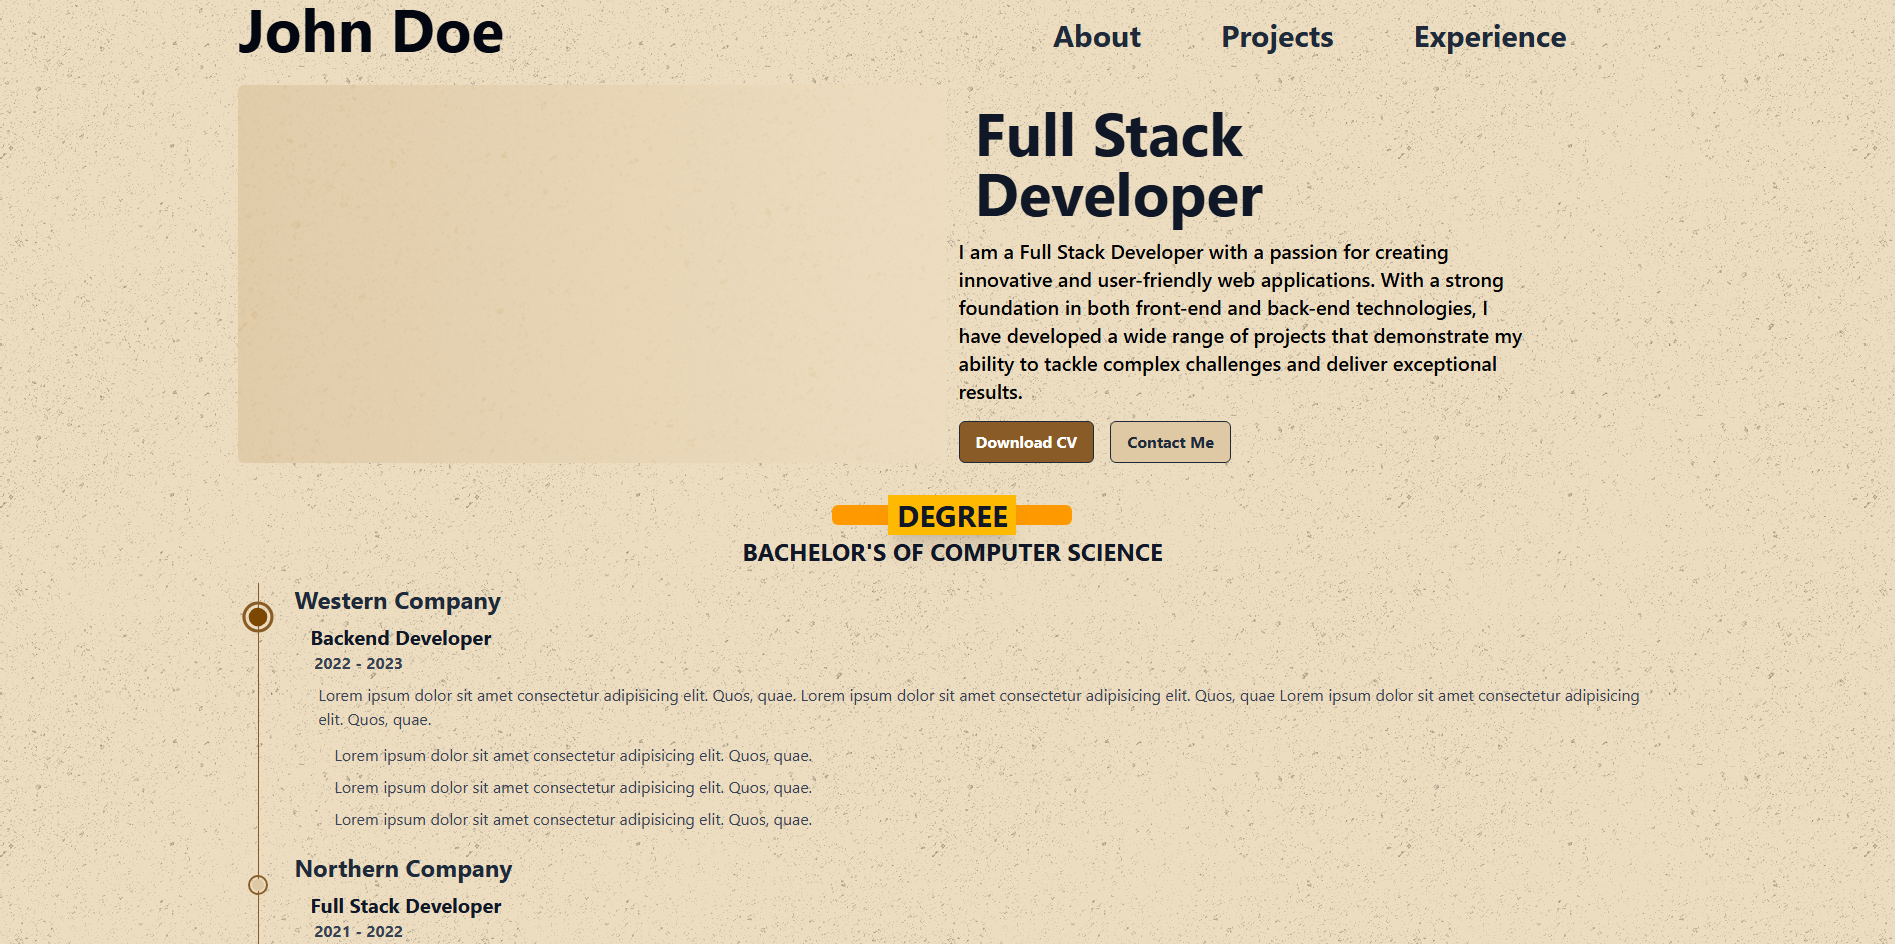 John Doe
About Projects Experience
Full Stack
Developer
I am a Full Stack Developer with a passion for creating
innovative and user-friendly web applications. With a strong
foundation in both front-end and back-end technologies, I
have developed a wide range of projects that demonstrate my
ability to tackle complex challenges and deliver exceptional
results.
Download CV Contact Me
DEGREE
BACHELOR'S OF COMPUTER SCIENCE
Western Company
Backend Developer
2022 - 2023
Lorem ipsum dolor sit amet consectetur adipisicing elit. Quos, quae. Lorem ipsum dolor sit amet consectetur adipisicing elit. Quos, quae Lorem ipsum dolor sit amet consectetur adipisicing
elit. Quos, quae.
Lorem ipsum dolor sit amet consectetur adipisicing elit. Quos, quae.
Lorem ipsum dolor sit amet consectetur adipisicing elit. Quos, quae.
Lorem ipsum dolor sit amet consectetur adipisicing elit. Quos, quae.
Northern Company
Full Stack Developer
2021 - 2022